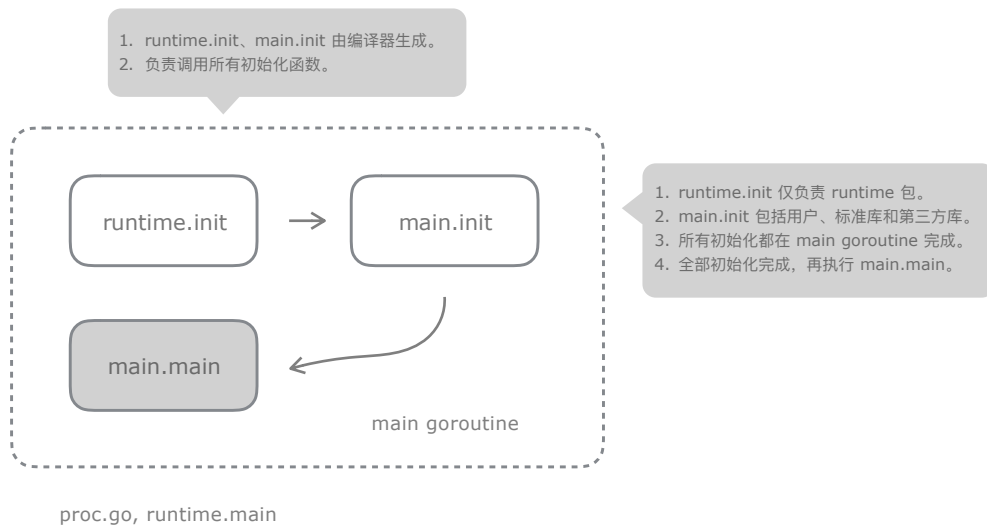 1. runtime.init、main.init 由编译器生成。
2. 负责调用所有初始化函数。
runtime.init
main.init
1. runtime.init 仅负责 runtime 包。
2. main.init 包括用户、标准库和第三方库。
3. 所有初始化都在 main goroutine 完成。
4. 全部初始化完成，再执行 main.main。
main.main
main goroutine
proc.go, runtime.main